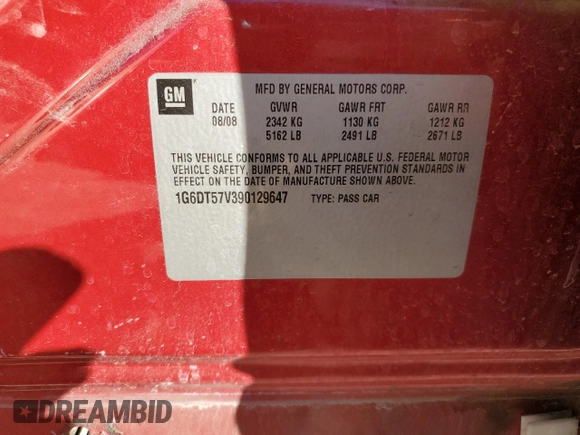 GM
MFD BY GENERAL MOTORS CORP.
DATE GVWR GAWR FRT GAWR RR
08/08 2342 KG 1130 KG 1212 KG
5162 LB 2491 LB 2671 LB
THIS VEHICLE CONFORMS TO ALL APPLICABLE U.S. FEDERAL MOTOR
VEHICLE SAFETY, BUMPER, AND THEFT PREVENTION STANDARDS IN
EFFECT ON THE DATE OF MANUFACTURE SHOWN ABOVE.
1G6DT57V390129647 TYPE: PASS CAR
DREAMBID